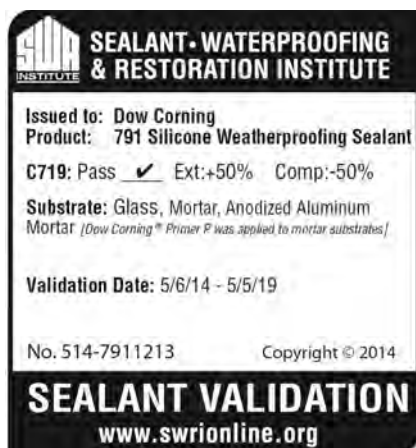 SWR
INSTITUTE
SEALANT • WATERPROOFING
& RESTORATION INSTITUTE
Issued to: Dow Corning
Product: 791 Silicone Weatherproofing Sealant
C719: Pass ✔ Ext:+50% Comp:-50%
Substrate: Glass, Mortar, Anodized Aluminum
Mortar [Dow Corning® Primer P was applied to mortar substrates]
Validation Date: 5/6/14 - 5/5/19
No. 514-7911213 Copyright © 2014
SEALANT VALIDATION
www.swrionline.org